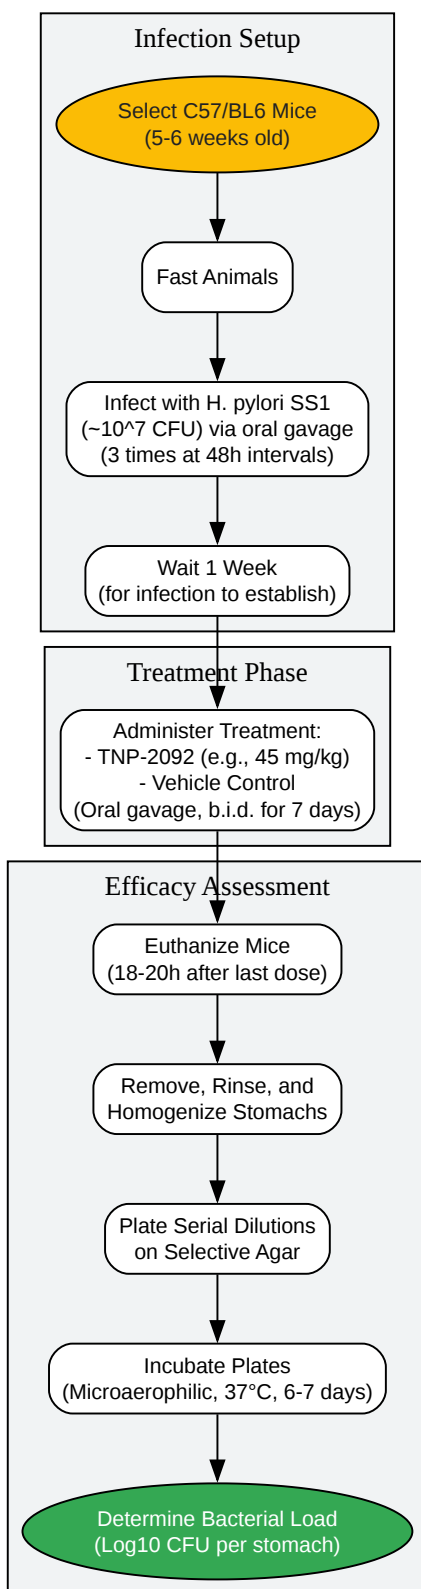 Infection Setup
Select C57/BL6 Mice
(5-6 weeks old)
Fast Animals
Infect with H. pylori SS1
(~10^7 CFU) via oral gavage
(3 times at 48h intervals)
Wait 1 Week
(for infection to establish)
Treatment Phase
Administer Treatment:
- TNP-2092 (e.g., 45 mg/kg)
- Vehicle Control
(Oral gavage, b.i.d. for 7 days)
Efficacy Assessment
Euthanize Mice
(18-20h after last dose)
Remove, Rinse, and
Homogenize Stomachs
Plate Serial Dilutions
on Selective Agar
Incubate Plates
(Microaerophilic, 37°C, 6-7 days)
Determine Bacterial Load
(Log10 CFU per stomach)